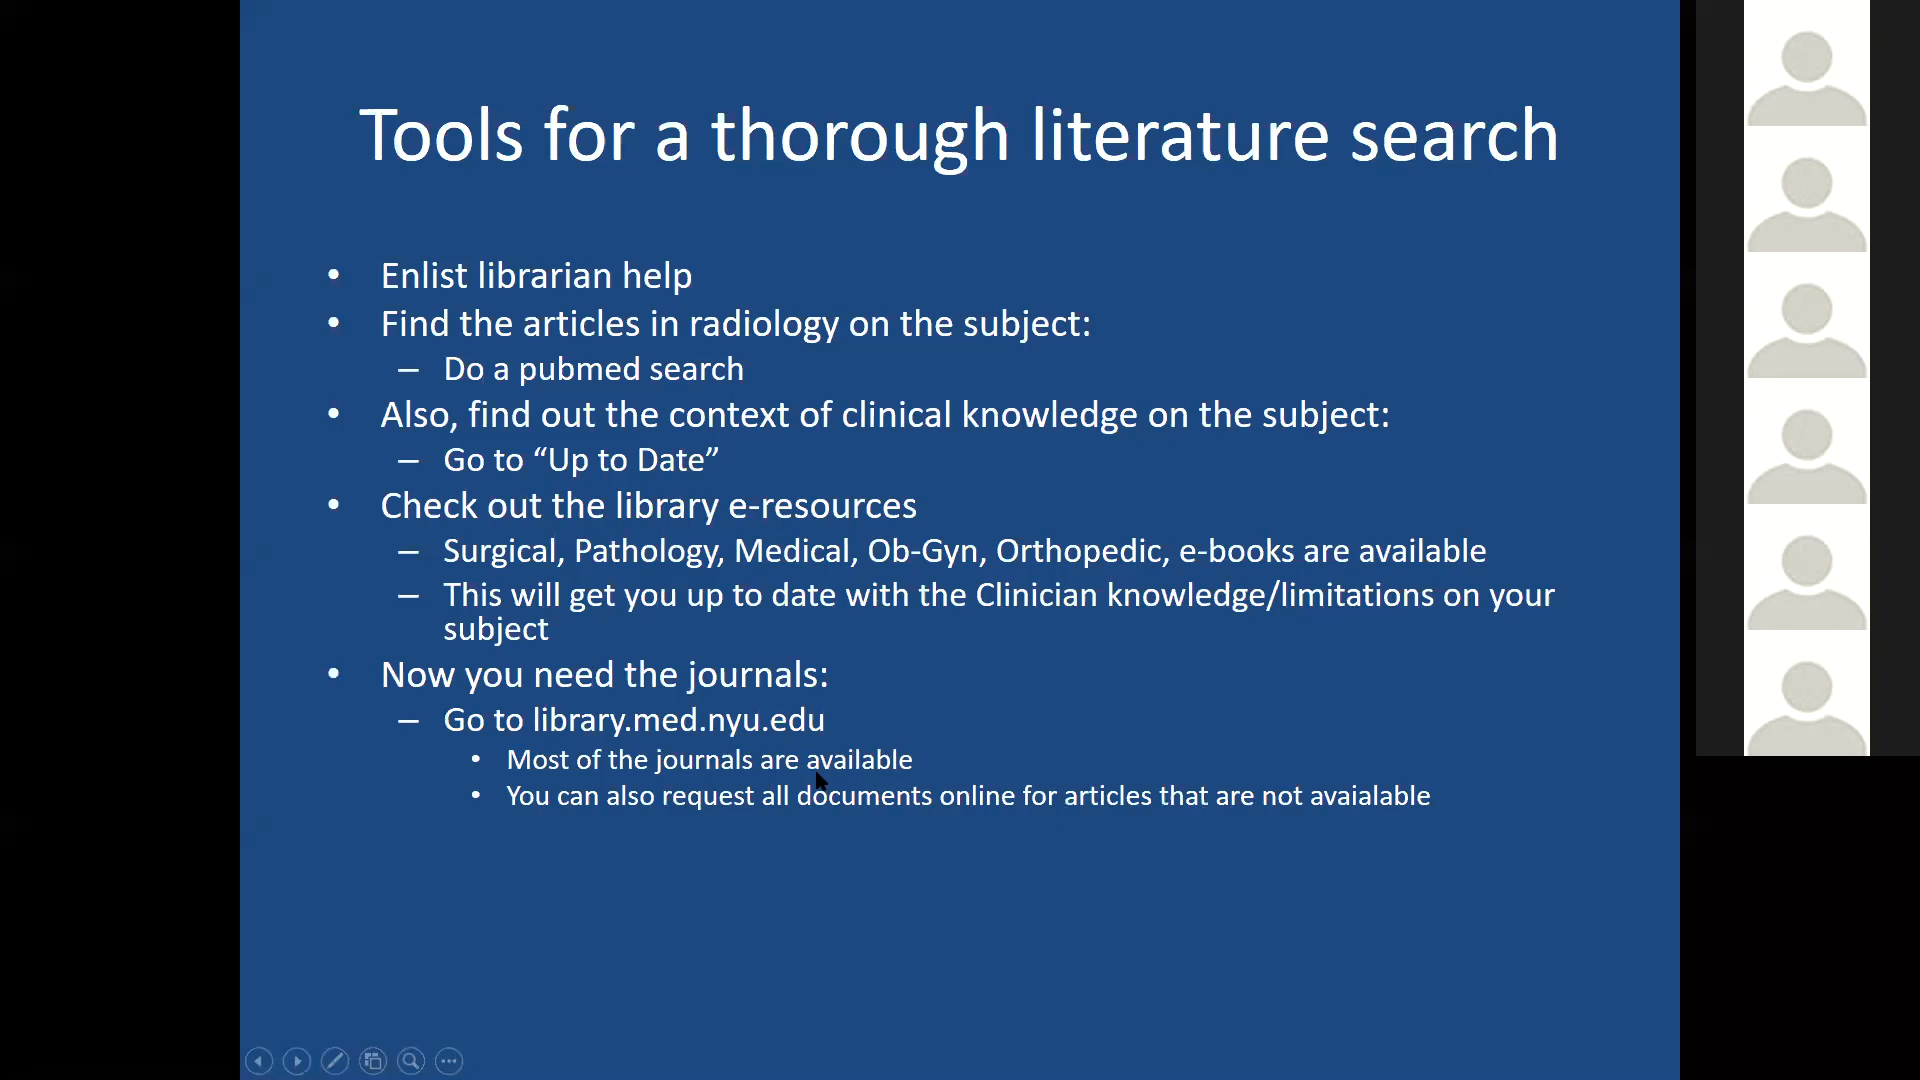 Tools for a thorough literature search
• Enlist librarian help
• Find the articles in radiology on the subject:
– Do a pubmed search
• Also, find out the context of clinical knowledge on the subject:
– Go to “Up to Date”
• Check out the library e-resources
– Surgical, Pathology, Medical, Ob-Gyn, Orthopedic, e-books are available
– This will get you up to date with the Clinician knowledge/limitations on your
subject
• Now you need the journals:
– Go to library.med.nyu.edu
• Most of the journals are available
• You can also request all documents online for articles that are not avaialable